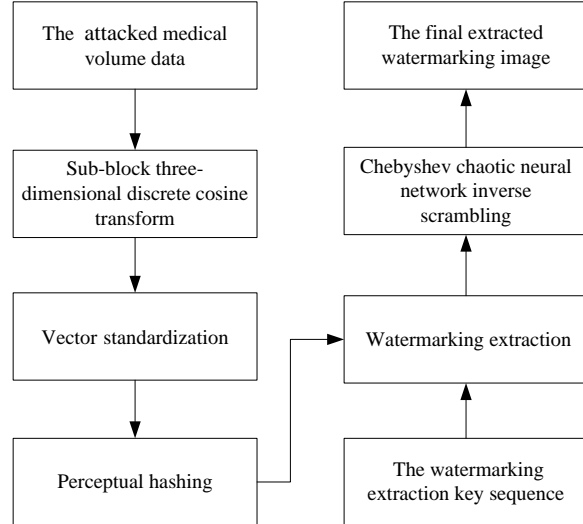 The attacked medical
volume data
Sub-block three-
dimensional discrete cosine
transform
Vector standardization
Perceptual hashing
The final extracted
watermarking image
Chebyshev chaotic neural
network inverse
scrambling
Watermarking extraction
The watermarking
extraction key sequence